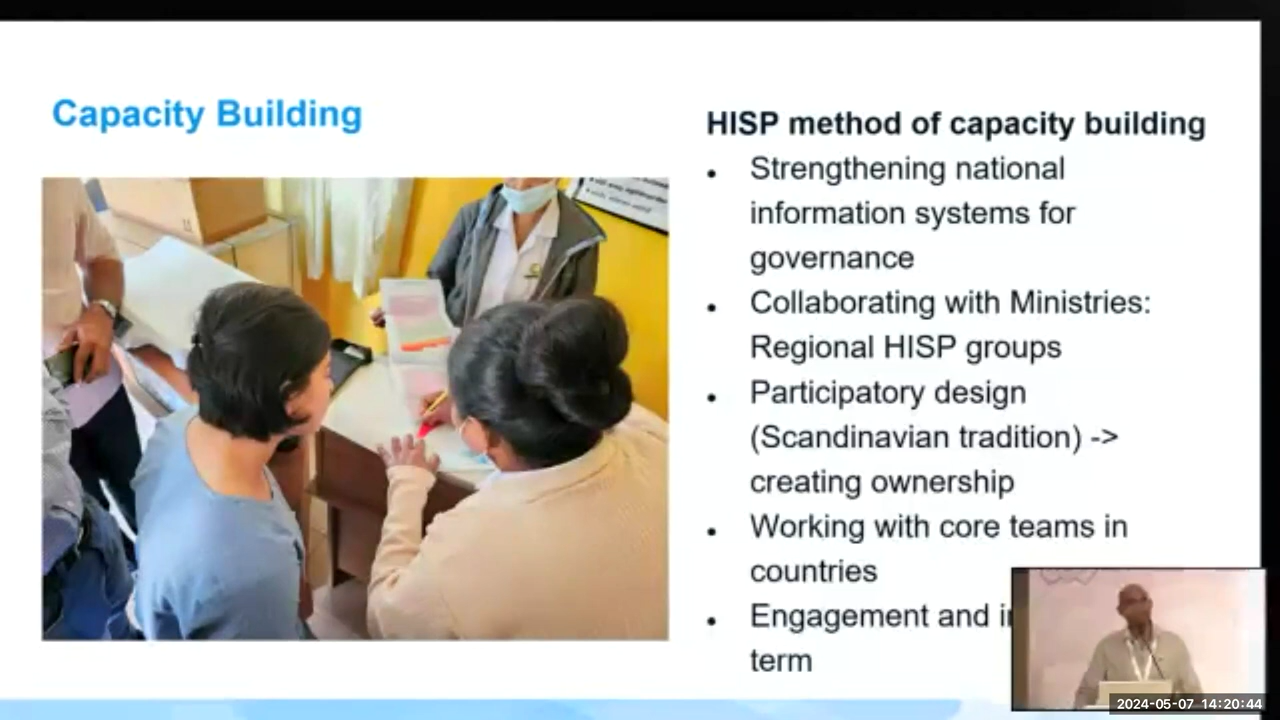 Capacity Building
HISP method of capacity building
• Strengthening national
information systems for
governance
• Collaborating with Ministries:
Regional HISP groups
• Participatory design
(Scandinavian tradition) ->
creating ownership
• Working with core teams in
countries
• Engagement and
term
2024-05-07 14:20:44